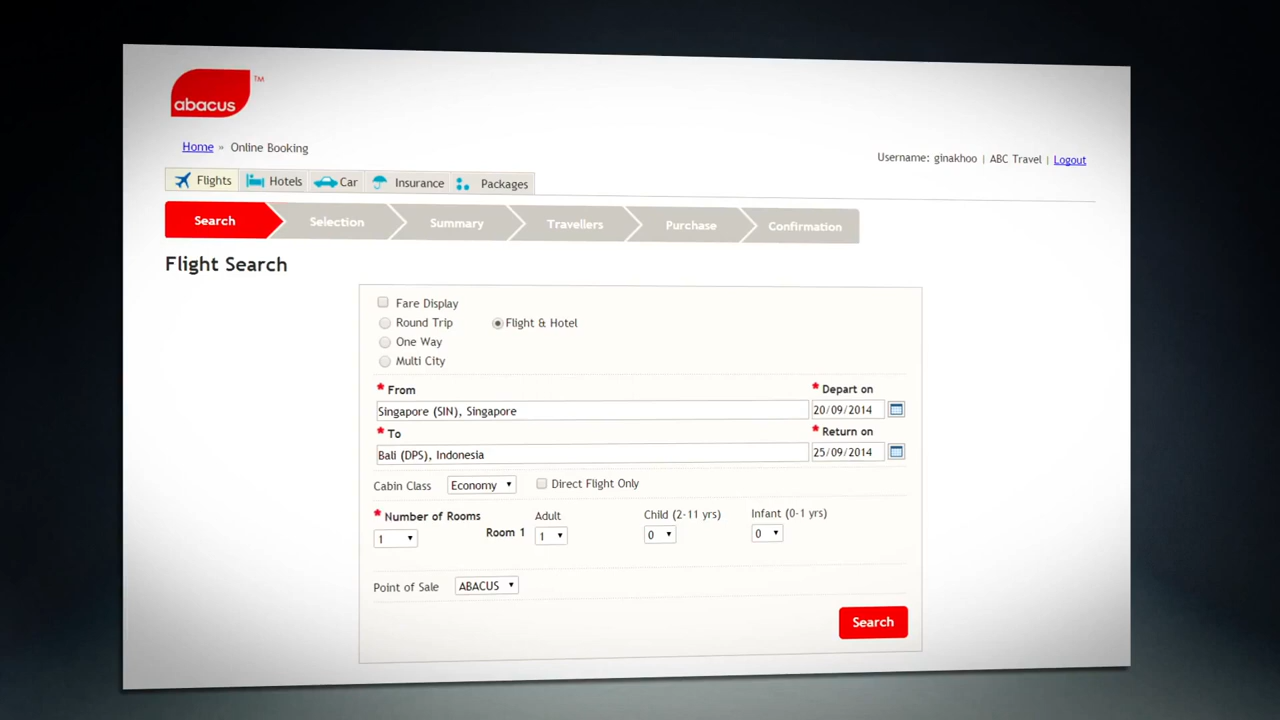 abacus™
Home » Online Booking
Username: ginakhoo | ABC Travel | Logout
Flights Hotels Car Insurance Packages
Search Selection Summary Travellers Purchase Confirmation
Flight Search
Fare Display
Round Trip Flight & Hotel
One Way
Multi City
* From * Depart on
Singapore (SIN), Singapore 20/09/2014
* To * Return on
Bali (DPS), Indonesia 25/09/2014
Cabin Class Economy Direct Flight Only
* Number of Rooms Adult Child (2-11 yrs) Infant (0-1 yrs)
1 Room 1 1 0 0
Point of Sale ABACUS
Search